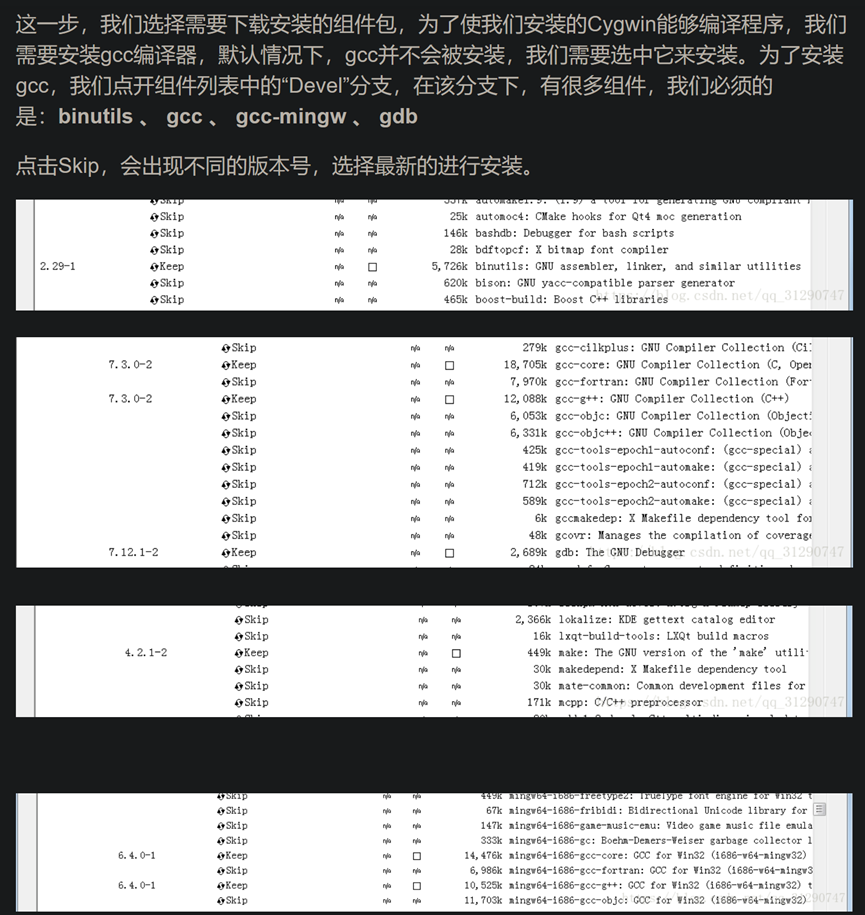 这一步，我们选择需要下载安装的组件包，为了使我们安装的Cygwin能够编译程序，我们
需要安装gcc编译器，默认情况下，gcc并不会被安装，我们需要选中它来安装。为了安装
gcc，我们点开组件列表中的“Devel”分支，在该分支下，有很多组件，我们必须的
是：binutils 、 gcc 、 gcc-mingw 、 gdb
点击Skip，会出现不同的版本号，选择最新的进行安装。
Skip n/a n/a 337k automake1.9: (1.9) a tool for generating GNU-compliant
Skip n/a n/a 25k automoc4: CMake hooks for Qt4 moc generation
Skip n/a n/a 146k bashdb: Debugger for bash scripts
Skip n/a n/a 28k bdftopcf: X bitmap font compiler
2.29-1 Keep n/a 5,726k binutils: GNU assembler, linker, and similar utilities
Skip n/a n/a 620k bison: GNU yacc-compatible parser generator
Skip n/a n/a 465k boost-build: Boost C++ libraries
https://blog.csdn.net/qq_31290747
Skip n/a n/a 279k gcc-cilkplus: GNU Compiler Collection (Cil
7.3.0-2 Keep n/a 18,705k gcc-core: GNU Compiler Collection (C, Open
Skip n/a n/a 7,970k gcc-fortran: GNU Compiler Collection (For
7.3.0-2 Keep n/a 12,088k gcc-g++: GNU Compiler Collection (C++)
Skip n/a n/a 6,053k gcc-objc: GNU Compiler Collection (Objecti
Skip n/a n/a 6,331k gcc-objc++: GNU Compiler Collection (Obje
Skip n/a n/a 425k gcc-tools-epoch1-autoconf: (gcc-special) a
Skip n/a n/a 419k gcc-tools-epoch1-automake: (gcc-special) a
Skip n/a n/a 712k gcc-tools-epoch2-autoconf: (gcc-special) a
Skip n/a n/a 589k gcc-tools-epoch2-automake: (gcc-special) a
Skip n/a n/a 6k gccmakedep: X Makefile dependency tool for
Skip n/a n/a 48k gcovr: Manages the compilation of coverage
7.12.1-2 Keep n/a 2,689k gdb: The GNU Debugger
csdn.net/qq_31290747
Skip n/a n/a 2,366k lokalize: KDE gettext catalog editor
Skip n/a n/a 16k lxqt-build-tools: LXQt build macros
4.2.1-2 Keep n/a 449k make: The GNU version of the 'make' utili
Skip n/a n/a 30k makedepend: X Makefile dependency tool
Skip n/a n/a 30k mate-common: Common development files for
Skip n/a n/a 171k mcpp: C/C++ preprocessor
csdn.net/qq_31290747
Skip n/a n/a 449k mingw64-i686-freetype2: TrueType font engine for Win32 t
Skip n/a n/a 67k mingw64-i686-fribidi: Bidirectional Unicode library for
Skip n/a n/a 147k mingw64-i686-game-music-emu: Video game music file emula
Skip n/a n/a 333k mingw64-i686-gc: Boehm-Demers-Weiser garbage collector l
6.4.0-1 Keep n/a 14,476k mingw64-i686-gcc-core: GCC for Win32 (i686-w64-mingw32)
Skip n/a n/a 6,986k mingw64-i686-gcc-fortran: GCC for Win32 (i686-w64-mingw3
6.4.0-1 Keep n/a 10,525k mingw64-i686-gcc-g++: GCC for Win32 (i686-w64-mingw32)
Skip n/a n/a 11,703k mingw64-i686-gcc-objc: GCC for Win32 (i686-w64-mingw32)